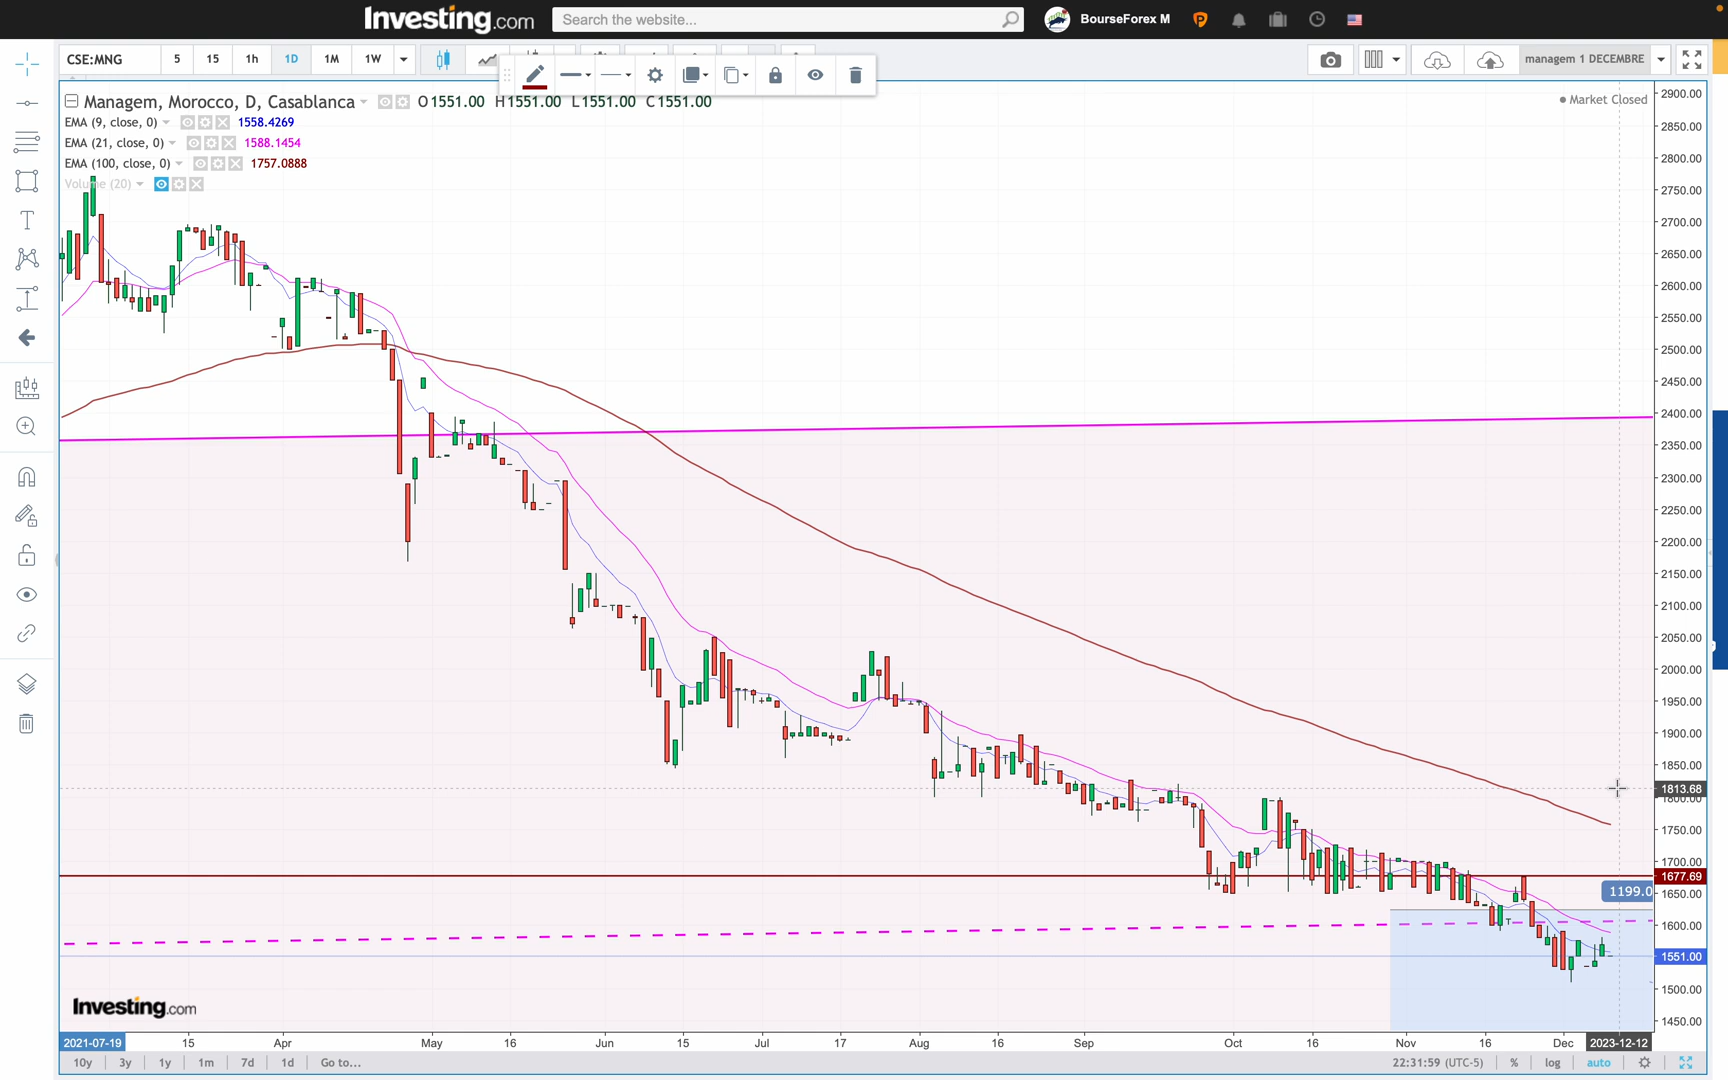 Investing.com
Search the website...
BourseForex M
CSE:MNG
5
15
1h
1D
1M
1W
managem 1 DECEMBRE
Managem, Morocco, D, Casablanca
O1551.00 H1551.00 L1551.00 C1551.00
Market Closed
EMA (9, close, 0)
1558.4269
EMA (21, close, 0)
1588.1454
EMA (100, close, 0)
1757.0888
Volume (20)
2900.00
2850.00
2800.00
2750.00
2700.00
2650.00
2600.00
2550.00
2500.00
2450.00
2400.00
2350.00
2300.00
2250.00
2200.00
2150.00
2100.00
2050.00
2000.00
1950.00
1900.00
1850.00
1813.68
1800.00
1750.00
1700.00
1677.69
1650.00
1199.0
1600.00
1551.00
1500.00
1450.00
Investing.com
2021-07-19
15
Apr
May
16
Jun
15
Jul
17
Aug
16
Sep
Oct
16
Nov
16
Dec
2023-12-12
10y
3y
1y
1m
7d
1d
Go to...
22:31:59 (UTC-5)
%
log
auto